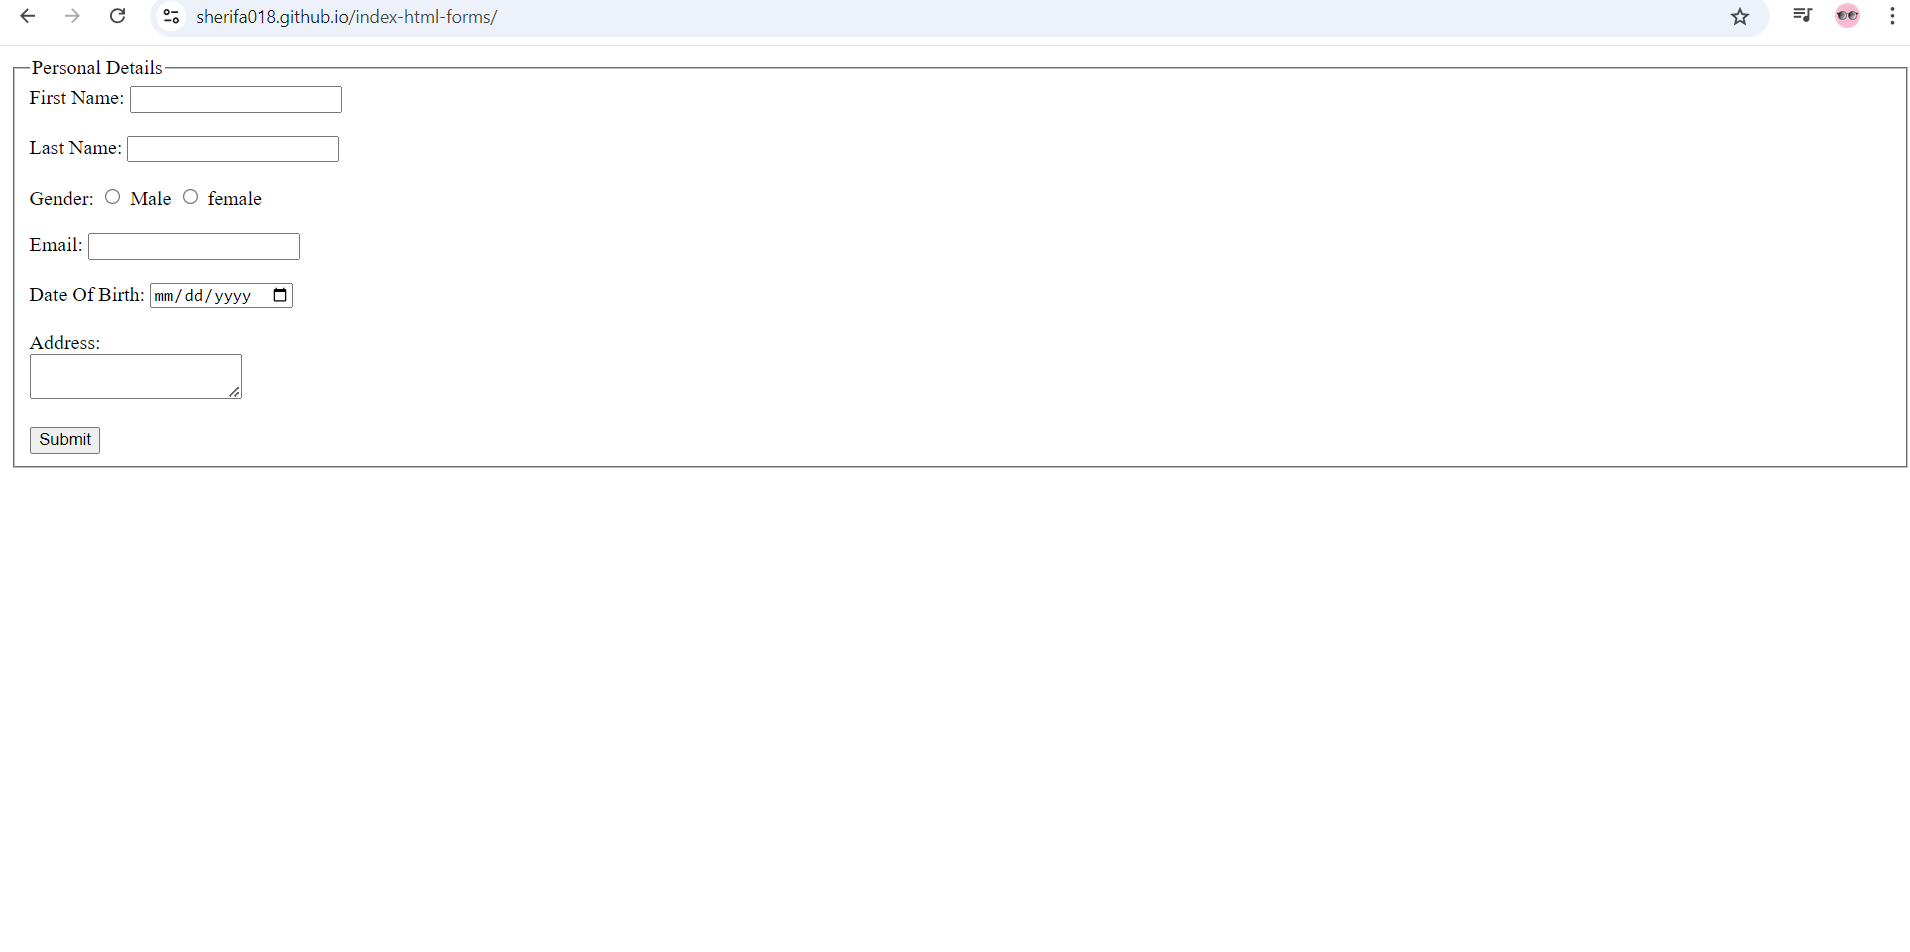 sherifa018.github.io/index-html-forms/
Personal Details
First Name:
Last Name:
Gender: Male female
Email:
Date Of Birth: mm/dd/yyyy
Address:
Submit